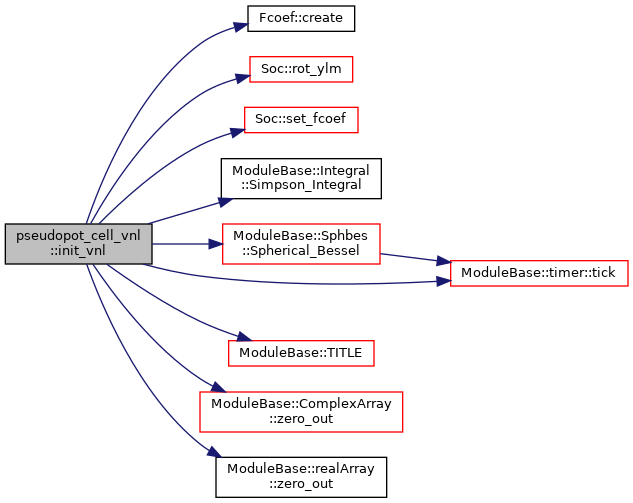 Fcoef::create
Soc::rot_ylm
Soc::set_fcoef
ModuleBase::Integral
::Simpson_Integral
pseudopot_cell_vnl
::init_vnl
ModuleBase::Sphbes
::Spherical_Bessel
ModuleBase::timer::tick
ModuleBase::TITLE
ModuleBase::ComplexArray
::zero_out
ModuleBase::realArray
::zero_out